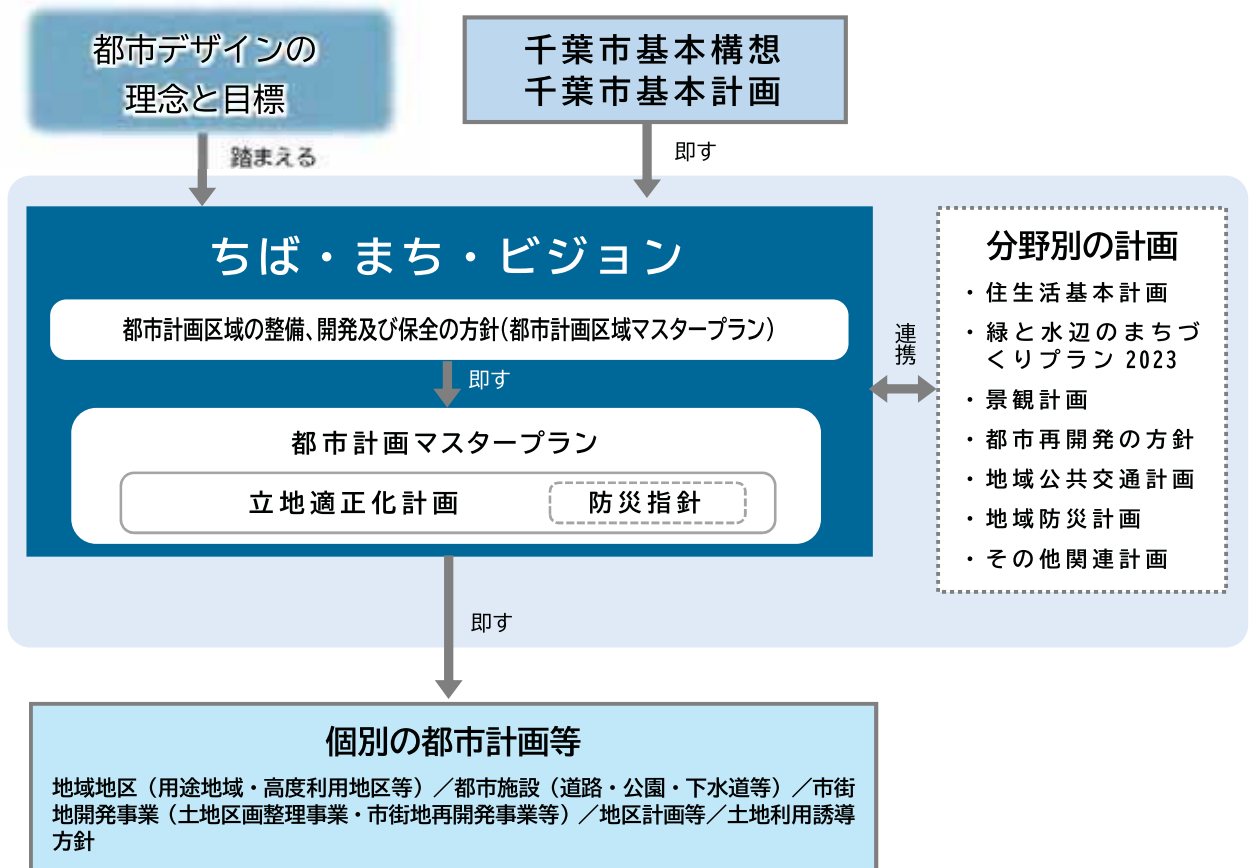 都市デザインの
理念と目標
千葉市基本構想
千葉市基本計画
踏まえる
即す
ちば・まち・ビジョン
都市計画区域の整備、開発及び保全の方針(都市計画区域マスタープラン)
即す
都市計画マスタープラン
立地適正化計画
防災指針
連携
分野別の計画
・住生活基本計画
・緑と水辺のまちづ
くりプラン 2023
・景観計画
・都市再開発の方針
・地域公共交通計画
・地域防災計画
・その他関連計画
即す
個別の都市計画等
地域地区(用途地域・高度利用地区等)/都市施設(道路・公園・下水道等)/市街
地開発事業(土地区画整理事業・市街地再開発事業等)/地区計画等/土地利用誘導
方針